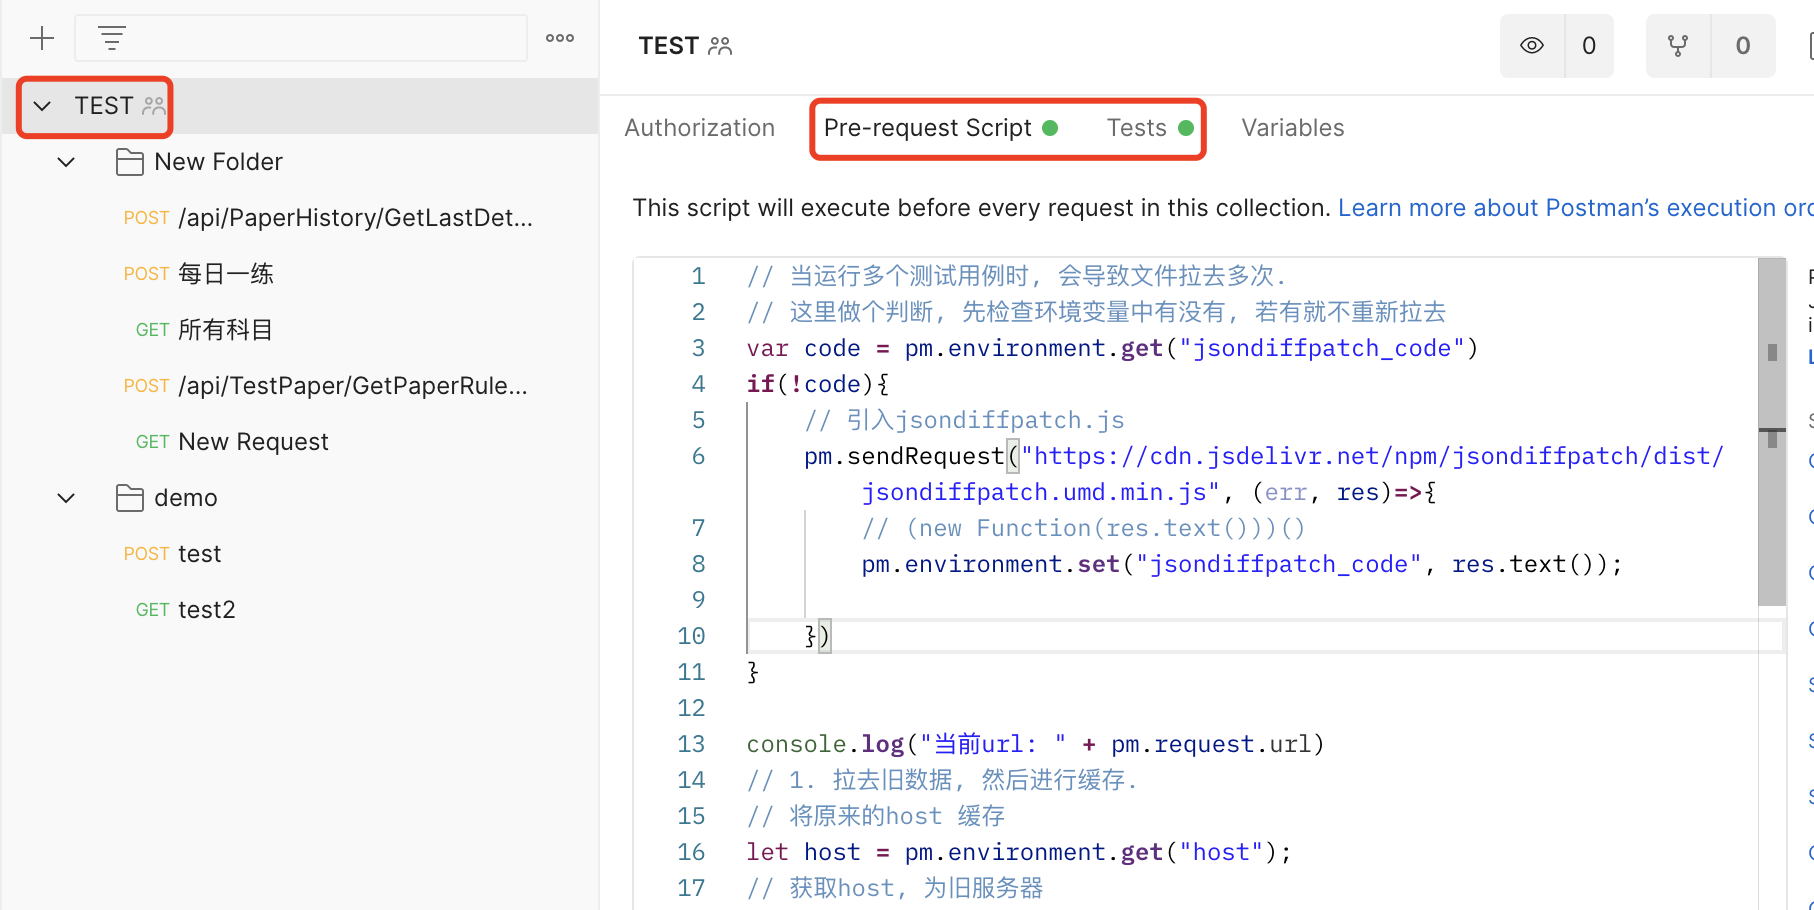 TEST
New Folder
POST /api/PaperHistory/GetLastDet...
POST 每日一练
GET 所有科目
POST /api/TestPaper/GetPaperRule...
GET New Request
demo
POST test
GET test2
TEST
0
0
Authorization Pre-request Script Tests Variables
This script will execute before every request in this collection. Learn more about Postman's execution ord
1 // 当运行多个测试用例时, 会导致文件拉去多次.
2 // 这里做个判断, 先检查环境变量中有没有, 若有就不重新拉去
3 var code = pm.environment.get("jsondiffpatch_code")
4 if(!code){
5 // 引入jsondiffpatch.js
6 pm.sendRequest("https://cdn.jsdelivr.net/npm/jsondiffpatch/dist/
jsondiffpatch.umd.min.js", (err, res)=>{
7 // (new Function(res.text()))()
8 pm.environment.set("jsondiffpatch_code", res.text());
9
10 })
11 }
12
13 console.log("当前url: " + pm.request.url)
14 // 1. 拉去旧数据, 然后进行缓存.
15 // 将原来的host 缓存
16 let host = pm.environment.get("host");
17 // 获取host, 为旧服务器